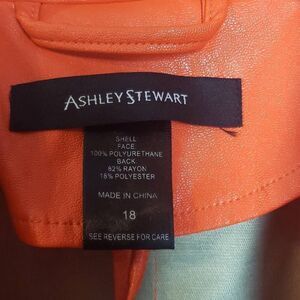 ASHLEY STEWART
SHELL:
FACE
100% POLYURETHANE
BACK
82% RAYON
18% POLYESTER
MADE IN CHINA
18
SEE REVERSE FOR CARE